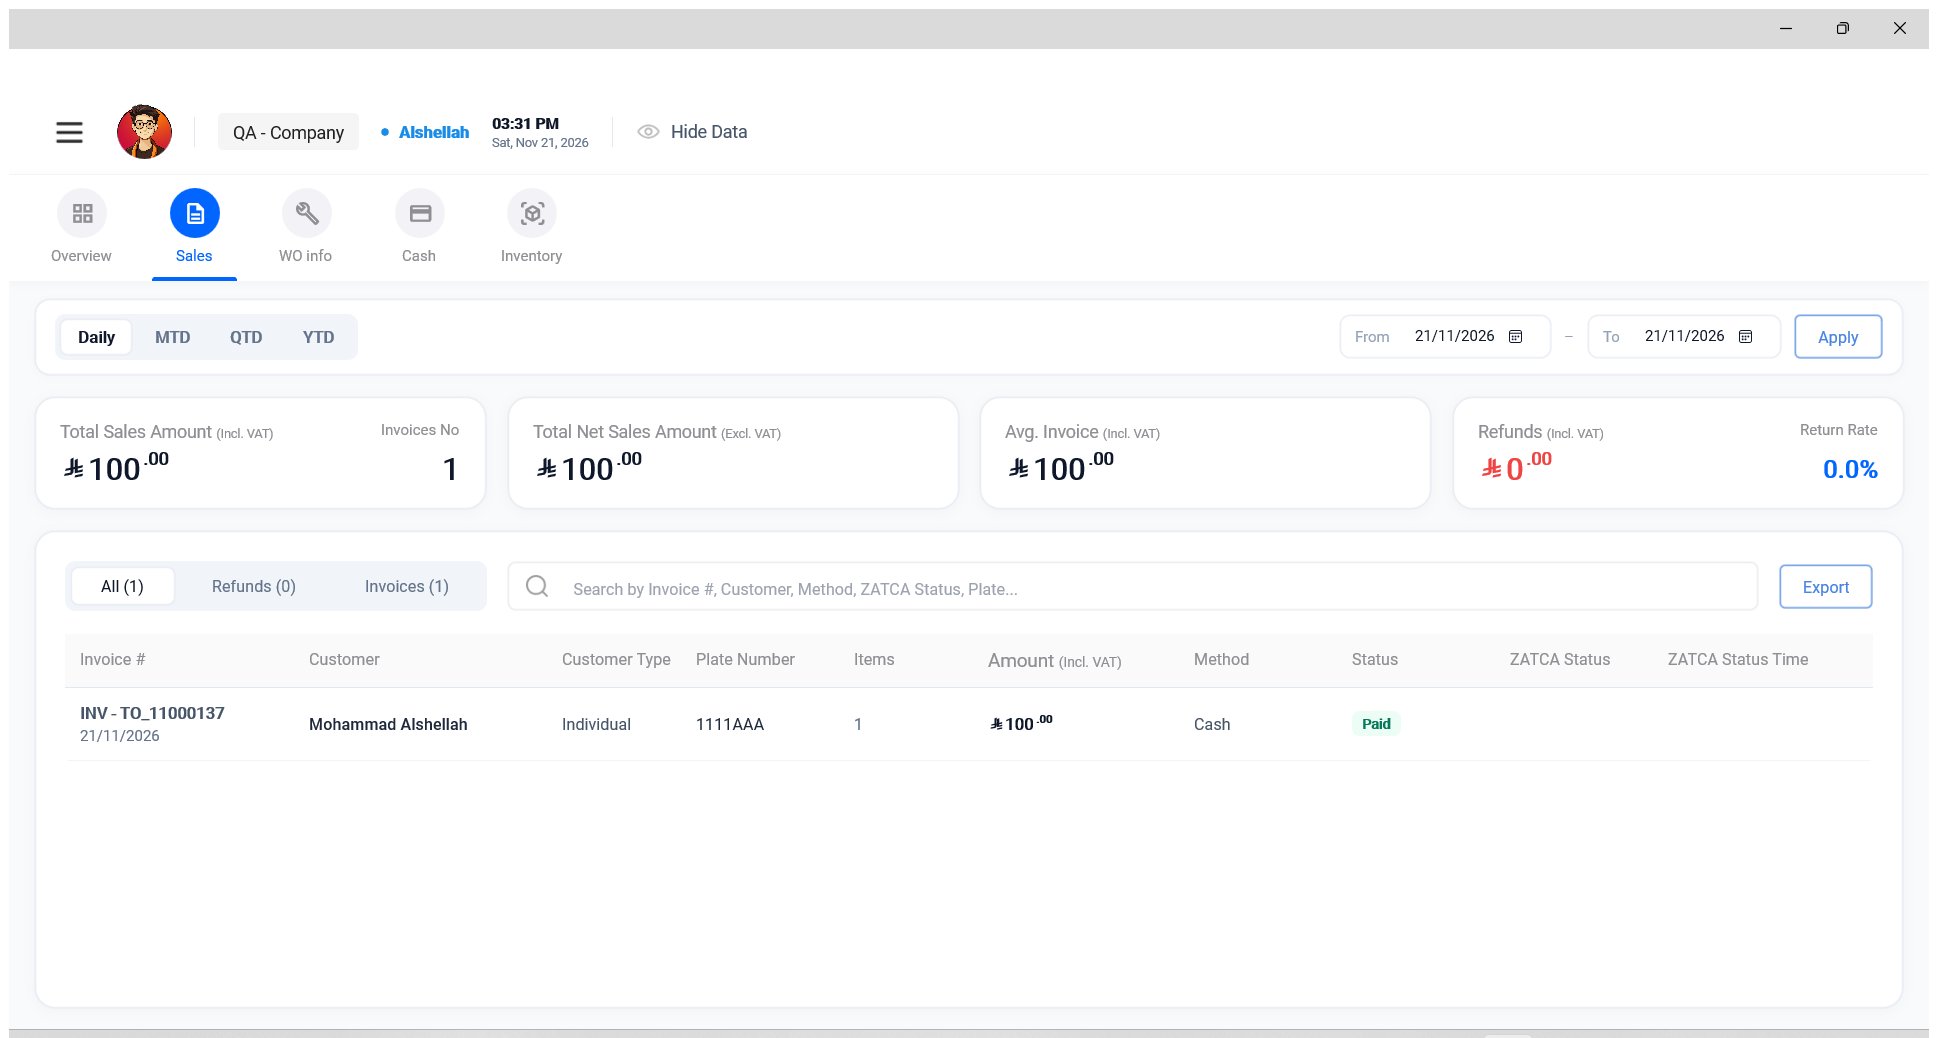 QA - Company
Alshellah
03:31 PM
Sat, Nov 21, 2026
Hide Data
Overview
Sales
WO info
Cash
Inventory
Daily MTD QTD YTD
From 21/11/2026 – To 21/11/2026 Apply
Total Sales Amount (Incl. VAT) Invoices No
⃁ 100.00 1
Total Net Sales Amount (Excl. VAT)
⃁ 100.00
Avg. Invoice (Incl. VAT)
⃁ 100.00
Refunds (Incl. VAT) Return Rate
⃁ 0.00 0.0%
All (1) Refunds (0) Invoices (1)
Search by Invoice #, Customer, Method, ZATCA Status, Plate...
Export
Invoice # Customer Customer Type Plate Number Items Amount (Incl. VAT) Method Status ZATCA Status ZATCA Status Time
INV - TO_11000137
21/11/2026
Mohammad Alshellah Individual 1111AAA 1 ⃁ 100.00 Cash Paid